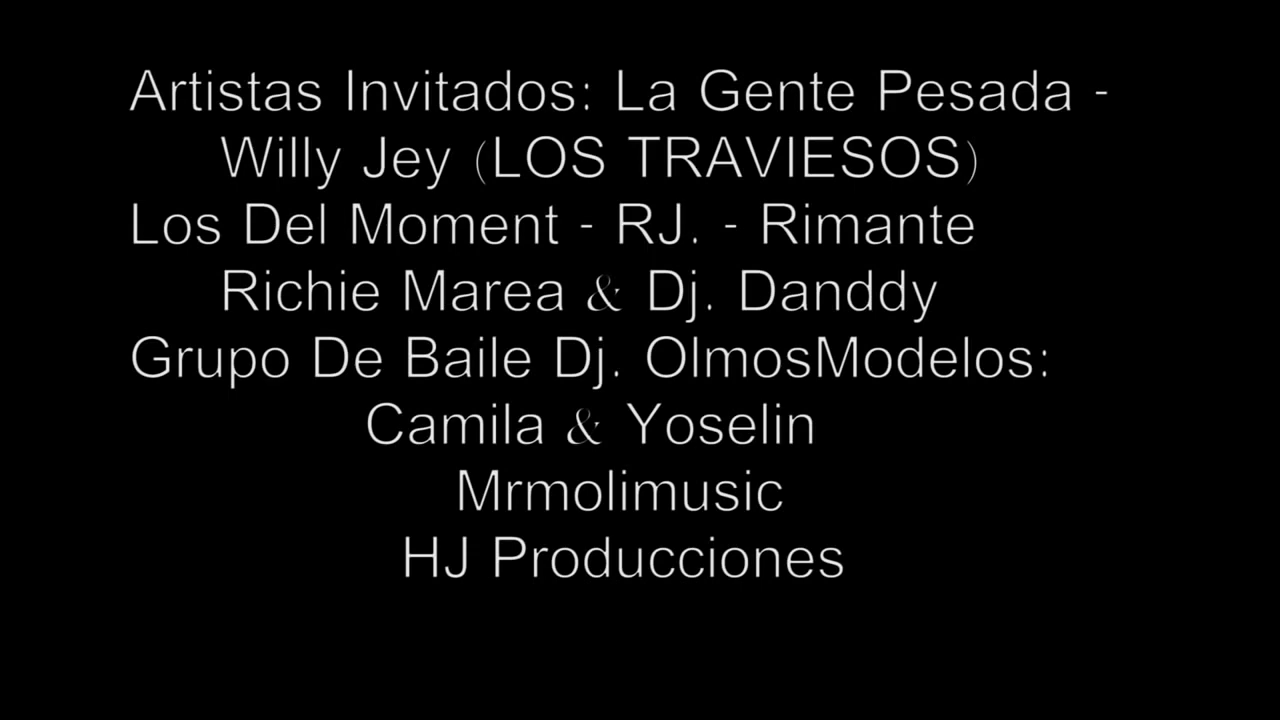 Artistas Invitados: La Gente Pesada -
Willy Jey (LOS TRAVIESOS)
Los Del Moment - RJ. - Rimante
Richie Marea & Dj. Danddy
Grupo De Baile Dj. OlmosModelos:
Camila & Yoselin
Mrmolimusic
HJ Producciones